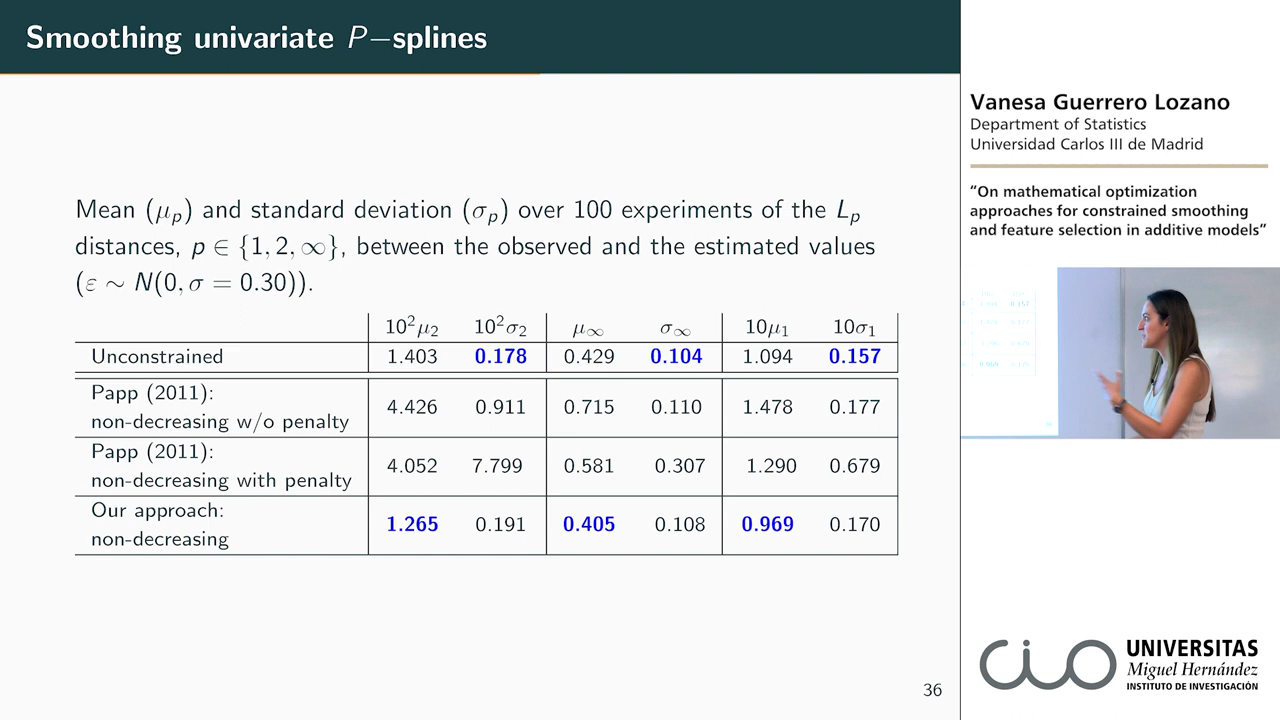 Smoothing univariate P−splines
Mean (μₚ) and standard deviation (σₚ) over 100 experiments of the Lₚ
distances, p ∈ {1, 2, ∞}, between the observed and the estimated values
(ε ∼ N(0, σ = 0.30)).
10²μ₂ 10²σ₂ μ∞ σ∞ 10μ₁ 10σ₁
Unconstrained 1.403 0.178 0.429 0.104 1.094 0.157
Papp (2011):
non-decreasing w/o penalty 4.426 0.911 0.715 0.110 1.478 0.177
Papp (2011):
non-decreasing with penalty 4.052 7.799 0.581 0.307 1.290 0.679
Our approach:
non-decreasing 1.265 0.191 0.405 0.108 0.969 0.170
36
Vanesa Guerrero Lozano
Department of Statistics
Universidad Carlos III de Madrid
“On mathematical optimization
approaches for constrained smoothing
and feature selection in additive models”
cio
UNIVERSITAS
Miguel Hernández
INSTITUTO DE INVESTIGACIÓN